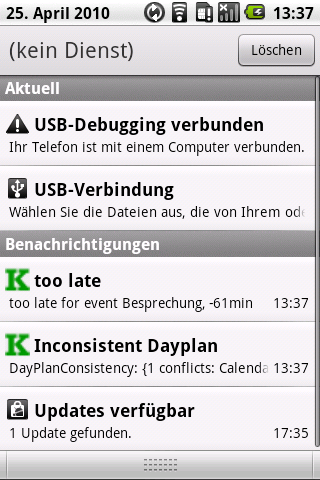 25. April 2010 13:37
(kein Dienst) Löschen
Aktuell
USB-Debugging verbunden
Ihr Telefon ist mit einem Computer verbunden.
USB-Verbindung
Wählen Sie die Dateien aus, die von Ihrem ode
Benachrichtigungen
K too late
too late for event Besprechung, -61min 13:37
K Inconsistent Dayplan
DayPlanConsistency: {1 conflicts: Calenda 13:37
Updates verfügbar
1 Update gefunden. 17:35